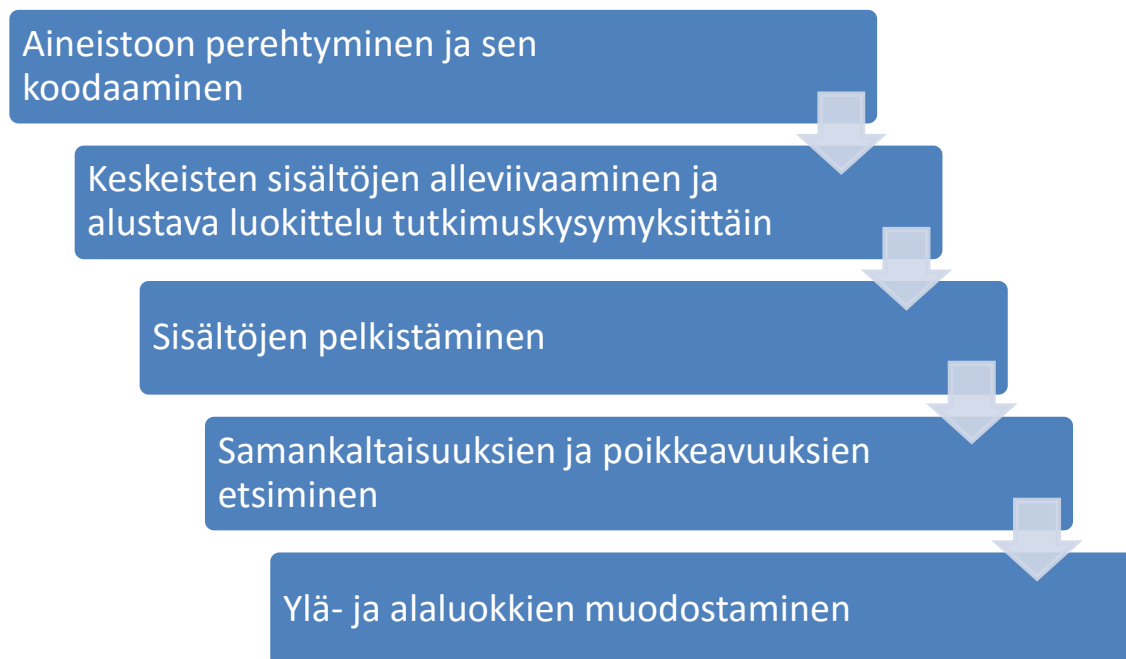 Aineistoon perehtyminen ja sen
koodaaminen
Keskeisten sisältöjen alleviivaaminen ja
alustava luokittelu tutkimuskysymyksittäin
Sisältöjen pelkistäminen
Samankaltaisuuksien ja poikkeavuuksien
etsiminen
Ylä- ja alaluokkien muodostaminen